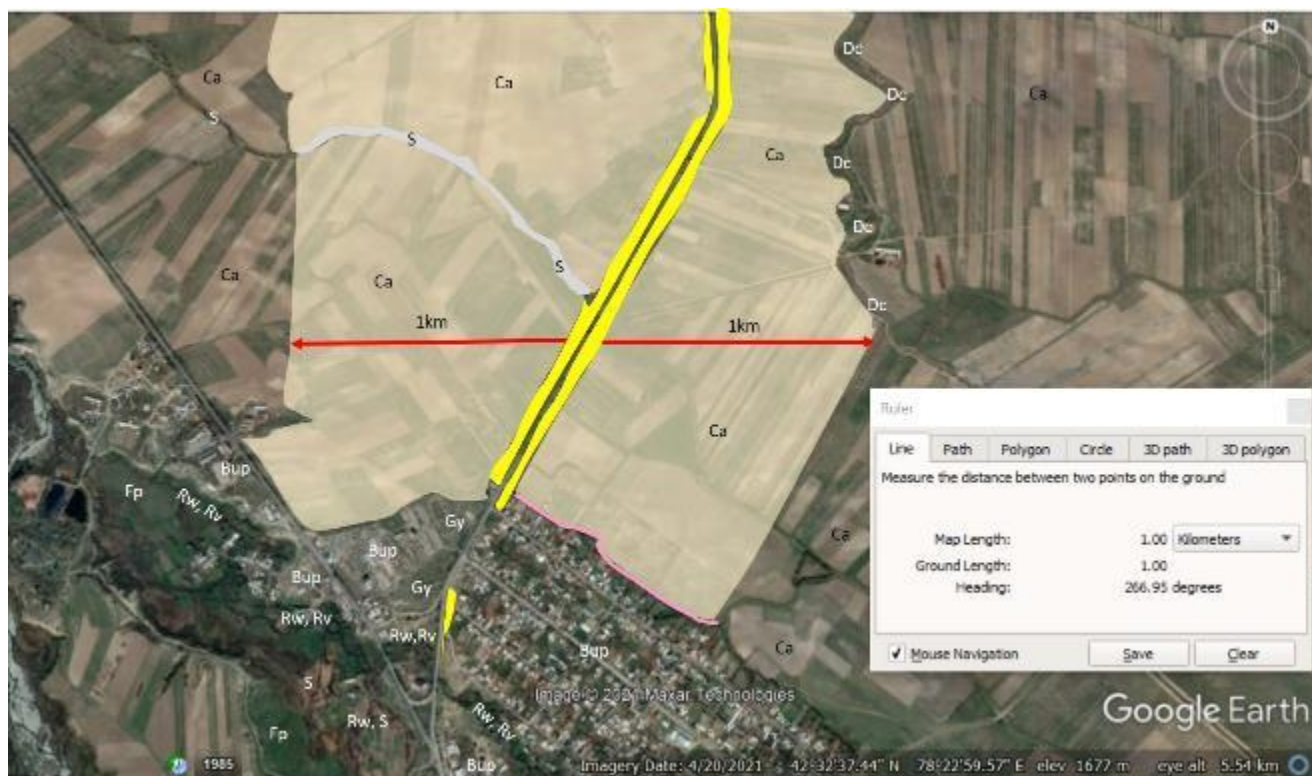 N
Dc
Ca
Ca
Dc
Ca
S
S
Ca
Dc
Dc
S
Ca
Ca
Dc
1km
1km
Ca
Ruler
Line Path Polygon Circle 3D path 3D polygon
Measure the distance between two points on the ground
Map Length: 1.00 Kilometers
Ground Length: 1.00
Heading: 266.95 degrees
Mouse Navigation Save Clear
Bup
Fp
Rw, Rv
Gy
Ca
Bup
Bup
Gy
Rw, Rv
Rw,Rv
Bup
Ca
S
Image © 2021 Maxar Technologies
Rw, S
Rw, Rv
Fp
Google Earth
Bup
1985
Imagery Date: 4/20/2021 42°32'37.44" N 78°22'59.57" E elev 1677 m eye alt 5.54 km